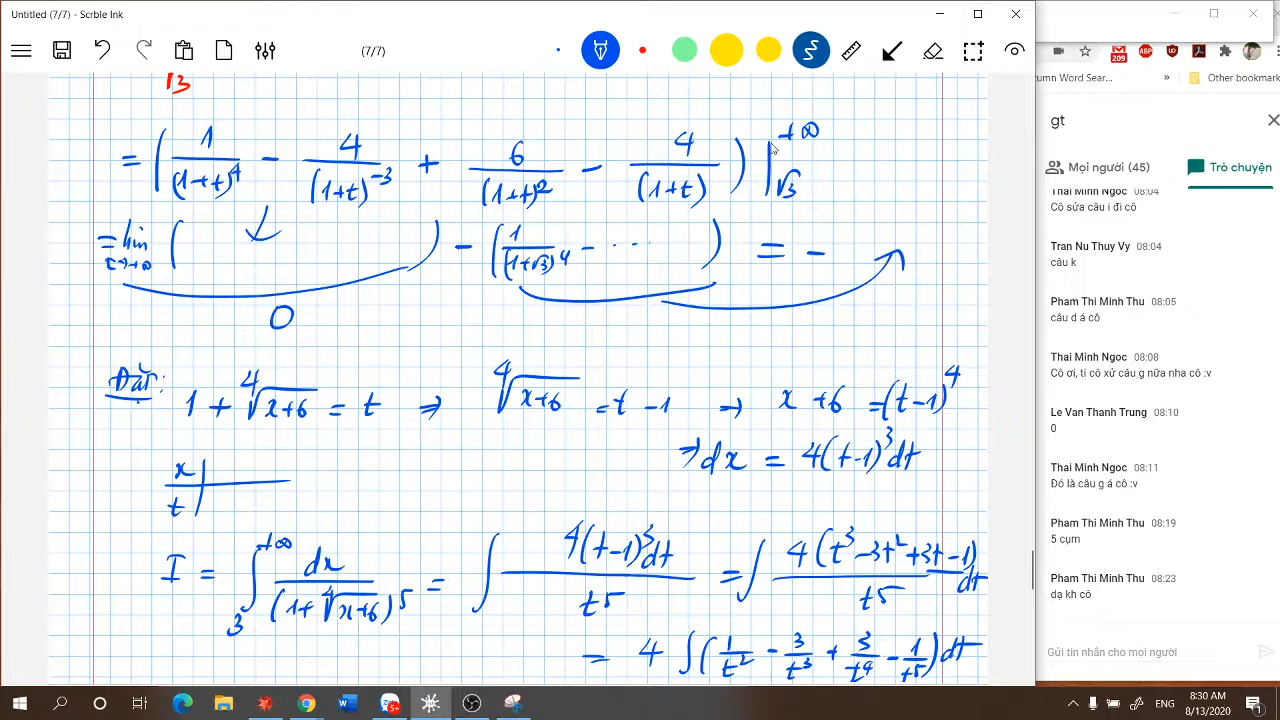 Untitled (7/7) - Scrble Ink
(7/7)
209
ABP
tumn Word Sear...
»
Other bookmark
√3
= ( 1/(1+t)^4 - 4/(1+t)^-3 + 6/(1+t)^2 - 4/(1+t) ) |_√3^+∞
= lim t→+∞ ( ) - ( 1/(1+√3)^4 - ... ) = -
0
Đặt: 1 + ⁴√x+6 = t ⇒ ⁴√x+6 = t - 1 ⇒ x + 6 = (t-1)^4
⇒ dx = 4(t-1)^3 dt
x
t
I = ∫_3^+∞ dx/(1+⁴√x+6)^5 = ∫ 4(t-1)^3 dt/t^5 = ∫ 4(t^3-3t^2+3t-1)/t^5 dt
= 4 ∫ (1/t^2 - 3/t^3 + 3/t^4 - 1/t^5) dt
gt
Mọi người (45)
Trò chuyện
Thai Minh Ngoc 08:04
Cô sửa câu i đi cô
Tran Nu Thuy Vy 08:04
câu k
Pham Thi Minh Thu 08:05
câu d á cô
Thai Minh Ngoc 08:08
Cô ơi, tí cô xử câu g nữa nha cô :v
Le Van Thanh Trung 08:10
0
Thai Minh Ngoc 08:11
Đó là câu g á cô :v
Pham Thi Minh Thu 08:19
5 cụm
Pham Thi Minh Thu 08:23
dạ kh cô
Gửi tin nhắn cho mọi người
5+
ENG
8:30 AM
8/13/2020